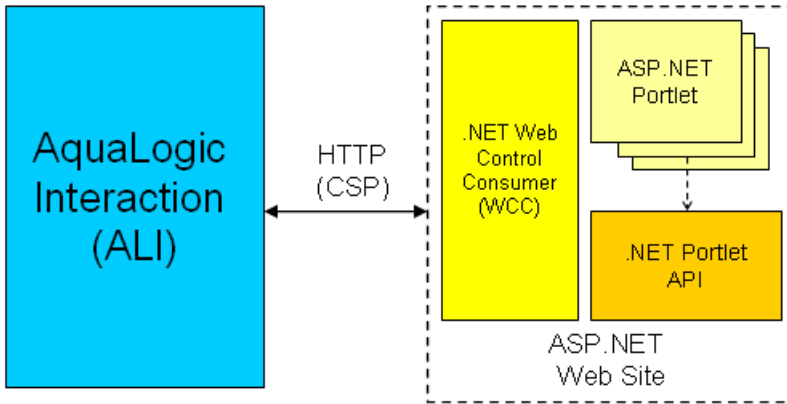 AquaLogic
Interaction
(ALI)
HTTP
(CSP)
.NET Web
Control
Consumer
(WCC)
ASP.NET
Portlet
.NET Portlet
API
ASP.NET
Web Site